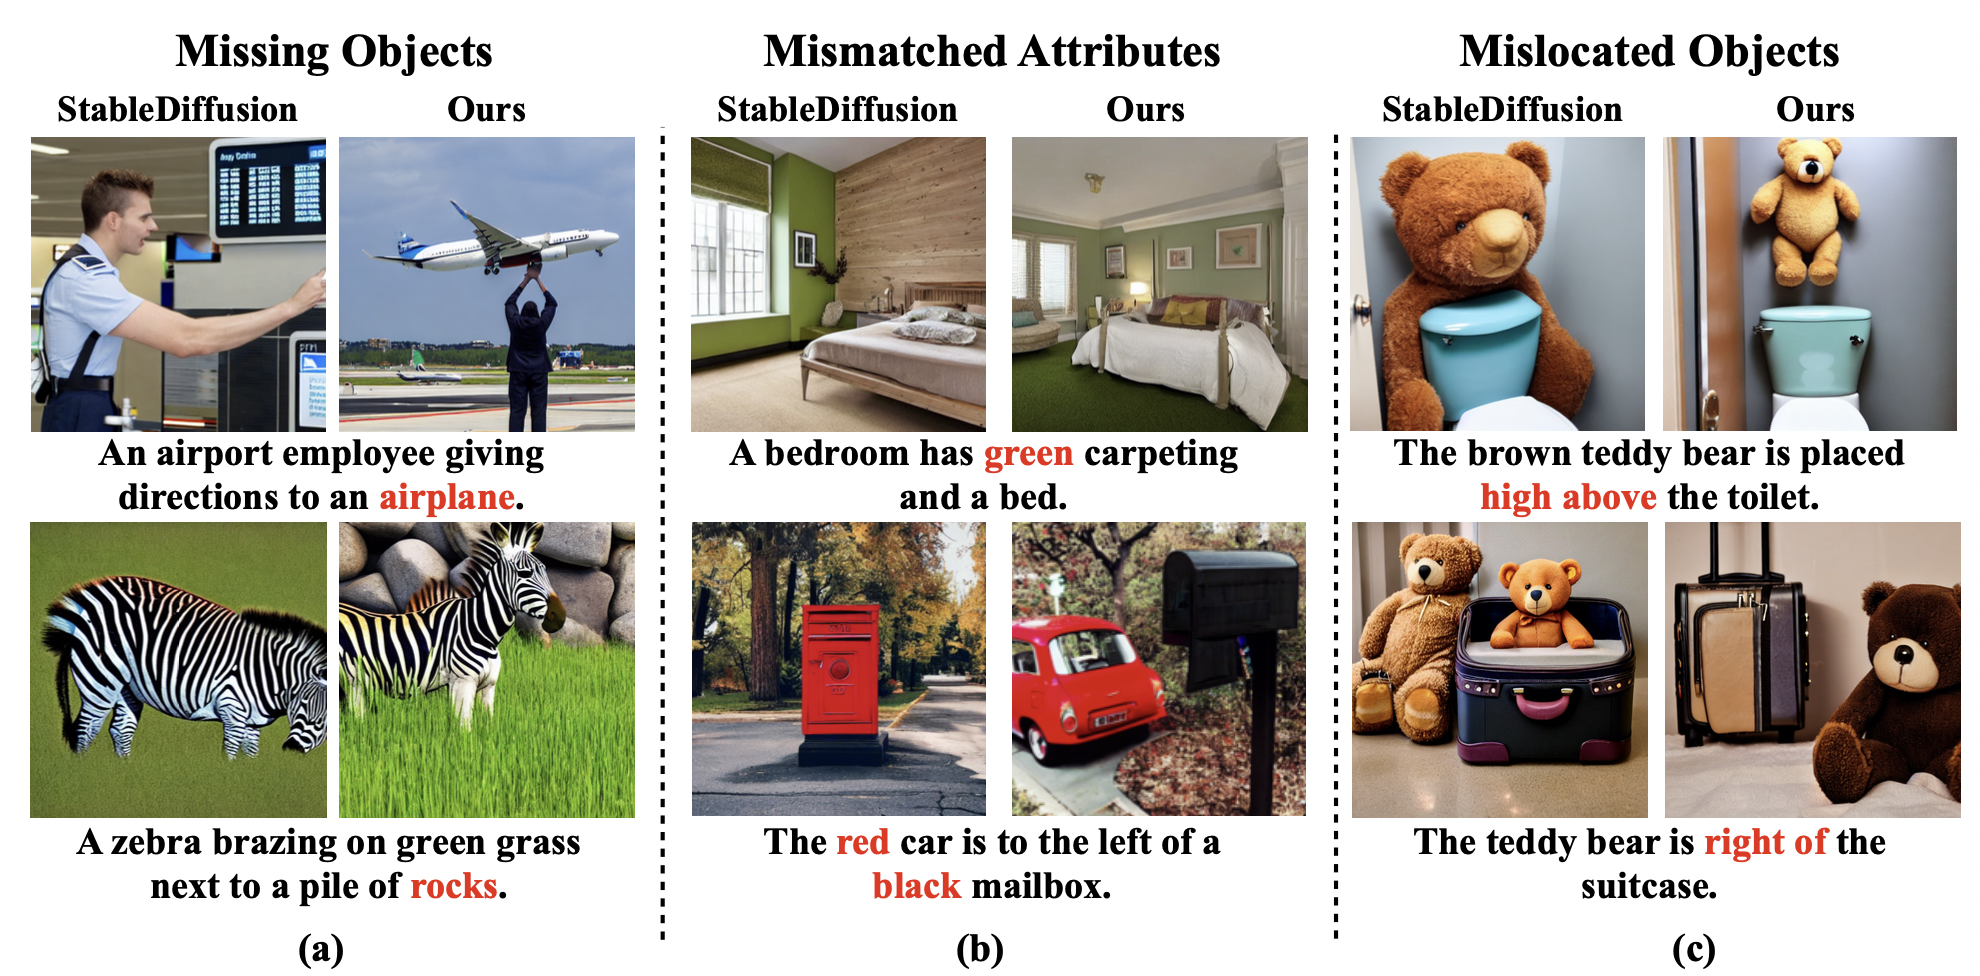 Missing Objects
StableDiffusion Ours
An airport employee giving
directions to an airplane.
A zebra brazing on green grass
next to a pile of rocks.
(a)
Mismatched Attributes
StableDiffusion Ours
A bedroom has green carpeting
and a bed.
The red car is to the left of a
black mailbox.
(b)
Mislocated Objects
StableDiffusion Ours
The brown teddy bear is placed
high above the toilet.
The teddy bear is right of the
suitcase.
(c)